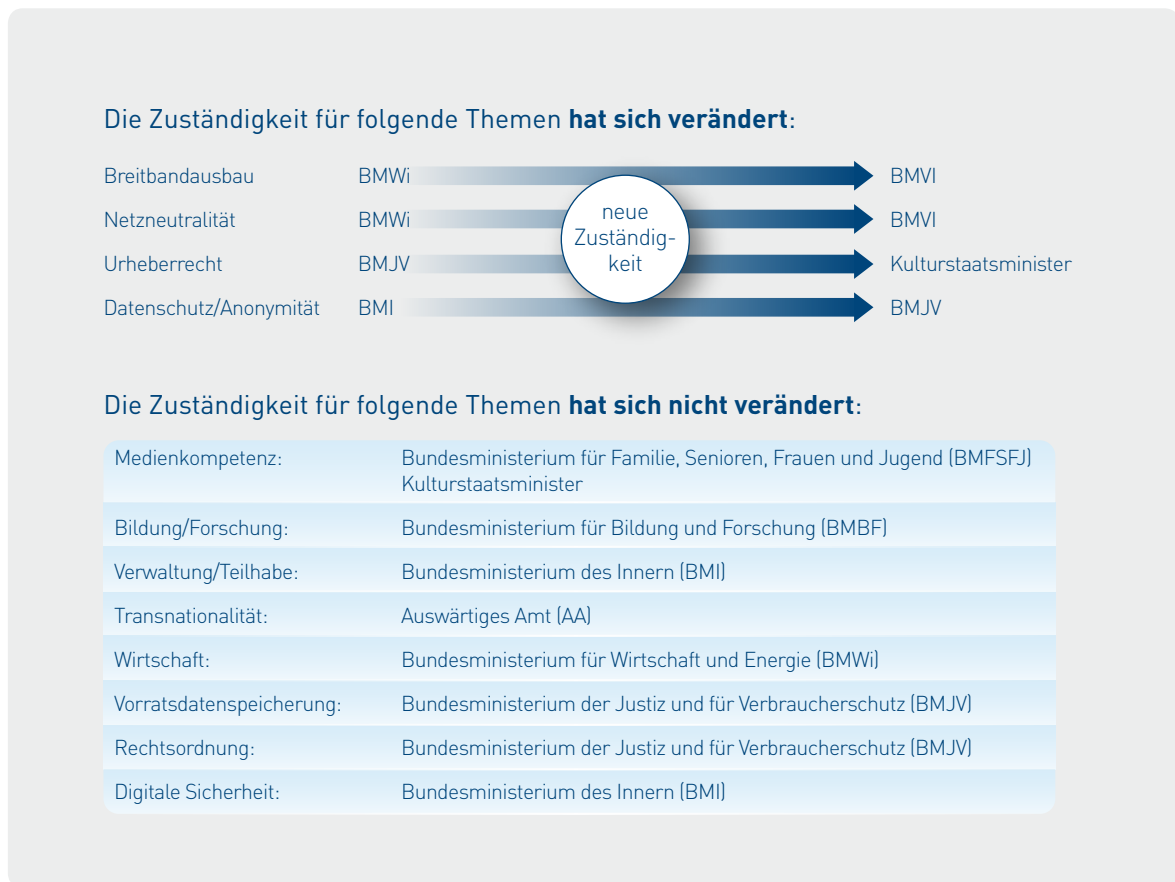 Die Zuständigkeit für folgende Themen hat sich verändert:
Breitbandausbau BMWi BMVI
Netzneutralität BMWi BMVI
Urheberrecht BMJV Kulturstaatsminister
Datenschutz/Anonymität BMI BMJV
neue
Zuständig-
keit
Die Zuständigkeit für folgende Themen hat sich nicht verändert:
Medienkompetenz: Bundesministerium für Familie, Senioren, Frauen und Jugend (BMFSFJ)
Kulturstaatsminister
Bildung/Forschung: Bundesministerium für Bildung und Forschung (BMBF)
Verwaltung/Teilhabe: Bundesministerium des Innern (BMI)
Transnationalität: Auswärtiges Amt (AA)
Wirtschaft: Bundesministerium für Wirtschaft und Energie (BMWi)
Vorratsdatenspeicherung: Bundesministerium der Justiz und für Verbraucherschutz (BMJV)
Rechtsordnung: Bundesministerium der Justiz und für Verbraucherschutz (BMJV)
Digitale Sicherheit: Bundesministerium des Innern (BMI)